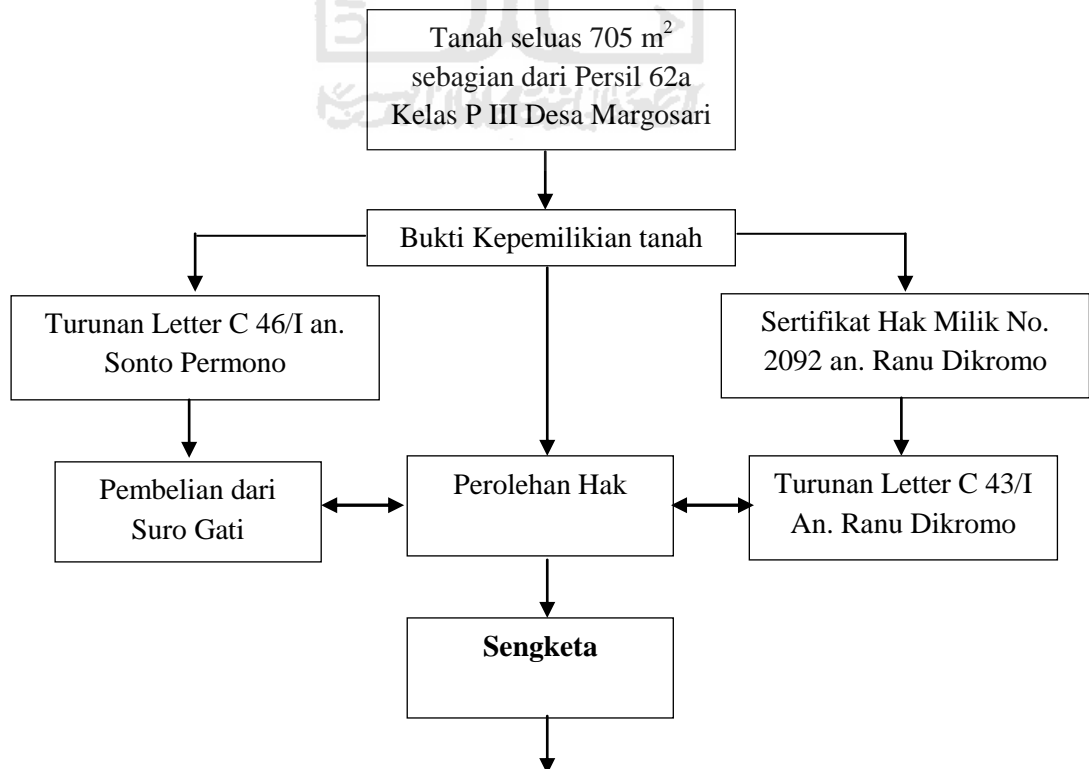 Tanah seluas 705 m²
sebagian dari Persil 62a
Kelas P III Desa Margosari
Bukti Kepemilikian tanah
Turunan Letter C 46/I an.
Sonto Permono
Sertifikat Hak Milik No.
2092 an. Ranu Dikromo
Pembelian dari
Suro Gati
Perolehan Hak
Turunan Letter C 43/I
An. Ranu Dikromo
Sengketa